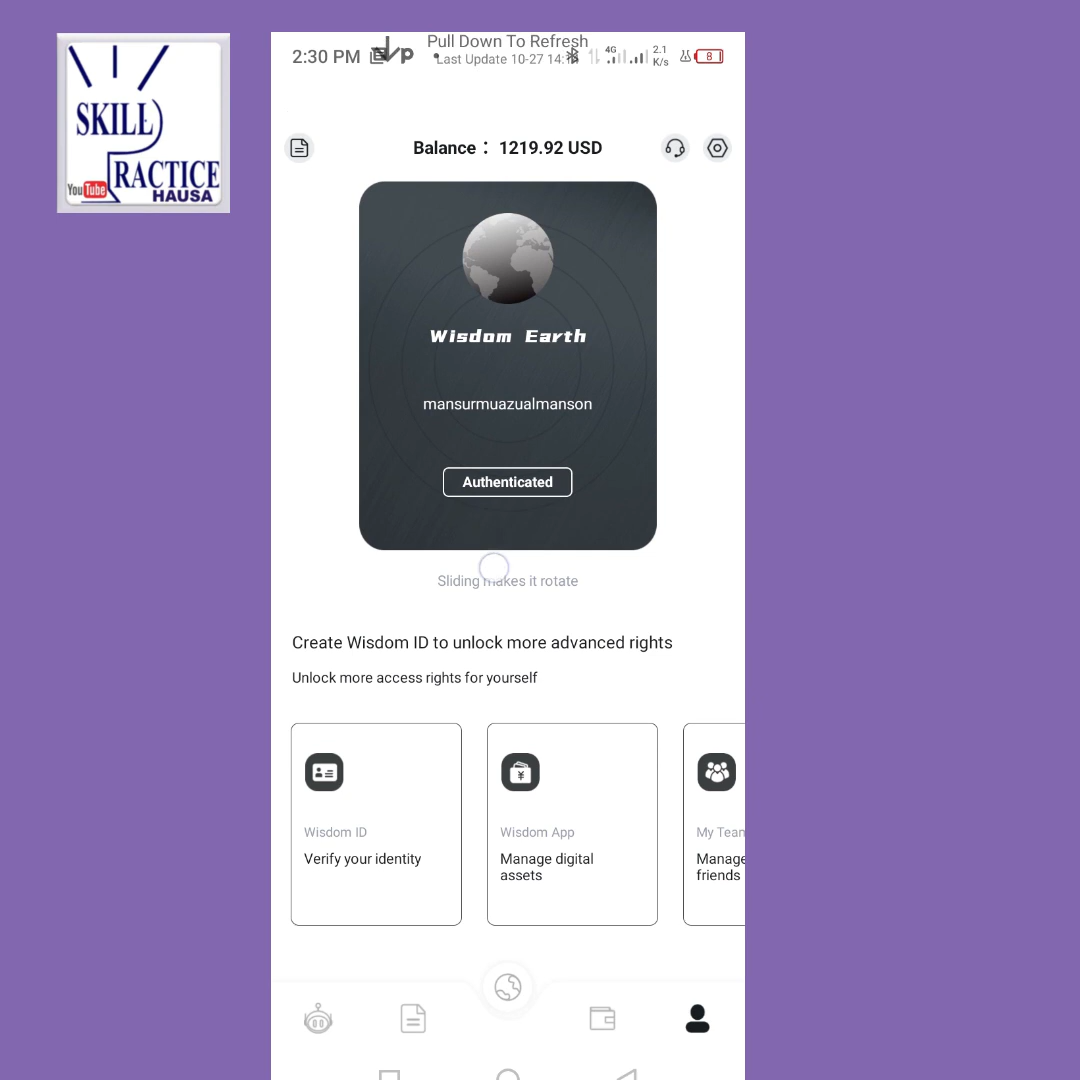 SKILL
PRACTICE
YouTube
HAUSA
Pull Down To Refresh
2:30 PM
Last Update 10-27 14:
4G
2.1
K/s
8
Balance： 1219.92 USD
Wisdom Earth
mansurmuazualmanson
Authenticated
Sliding makes it rotate
Create Wisdom ID to unlock more advanced rights
Unlock more access rights for yourself
Wisdom ID
Verify your identity
Wisdom App
Manage digital
assets
My Team
Manage
friends